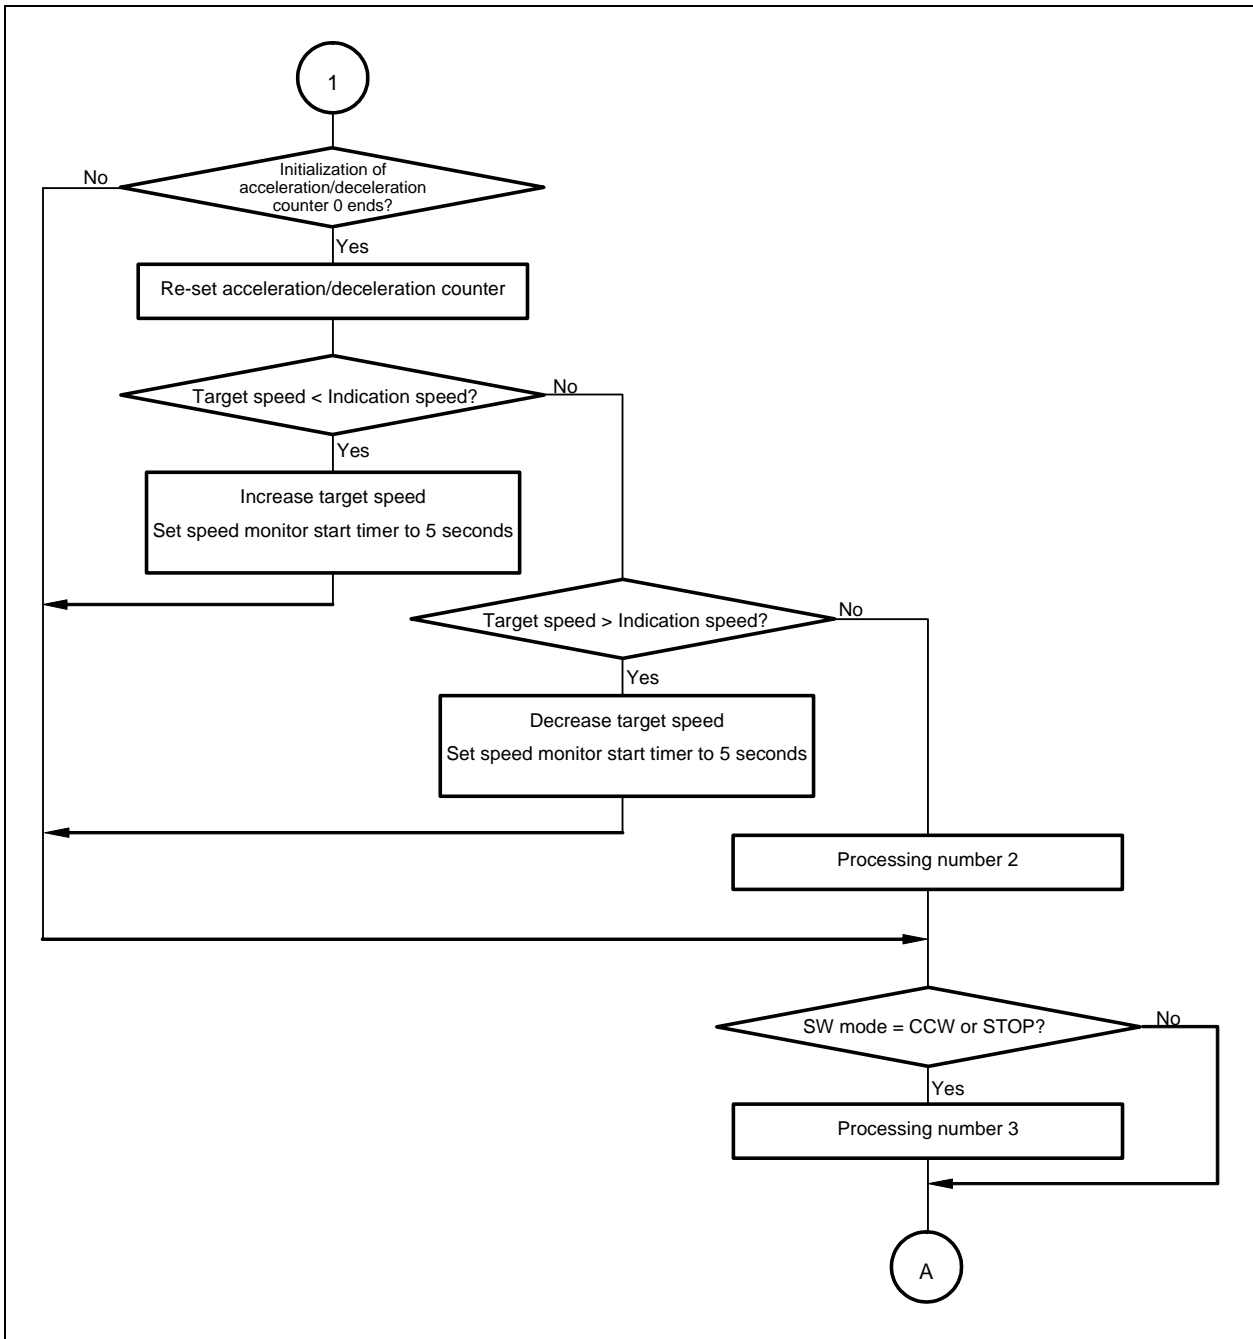 1
Initialization of
acceleration/deceleration
counter 0 ends?
No
Yes
Re-set acceleration/deceleration counter
Target speed < Indication speed?
No
Yes
Increase target speed
Set speed monitor start timer to 5 seconds
Target speed > Indication speed?
No
Yes
Decrease target speed
Set speed monitor start timer to 5 seconds
Processing number 2
SW mode = CCW or STOP?
No
Yes
Processing number 3
A